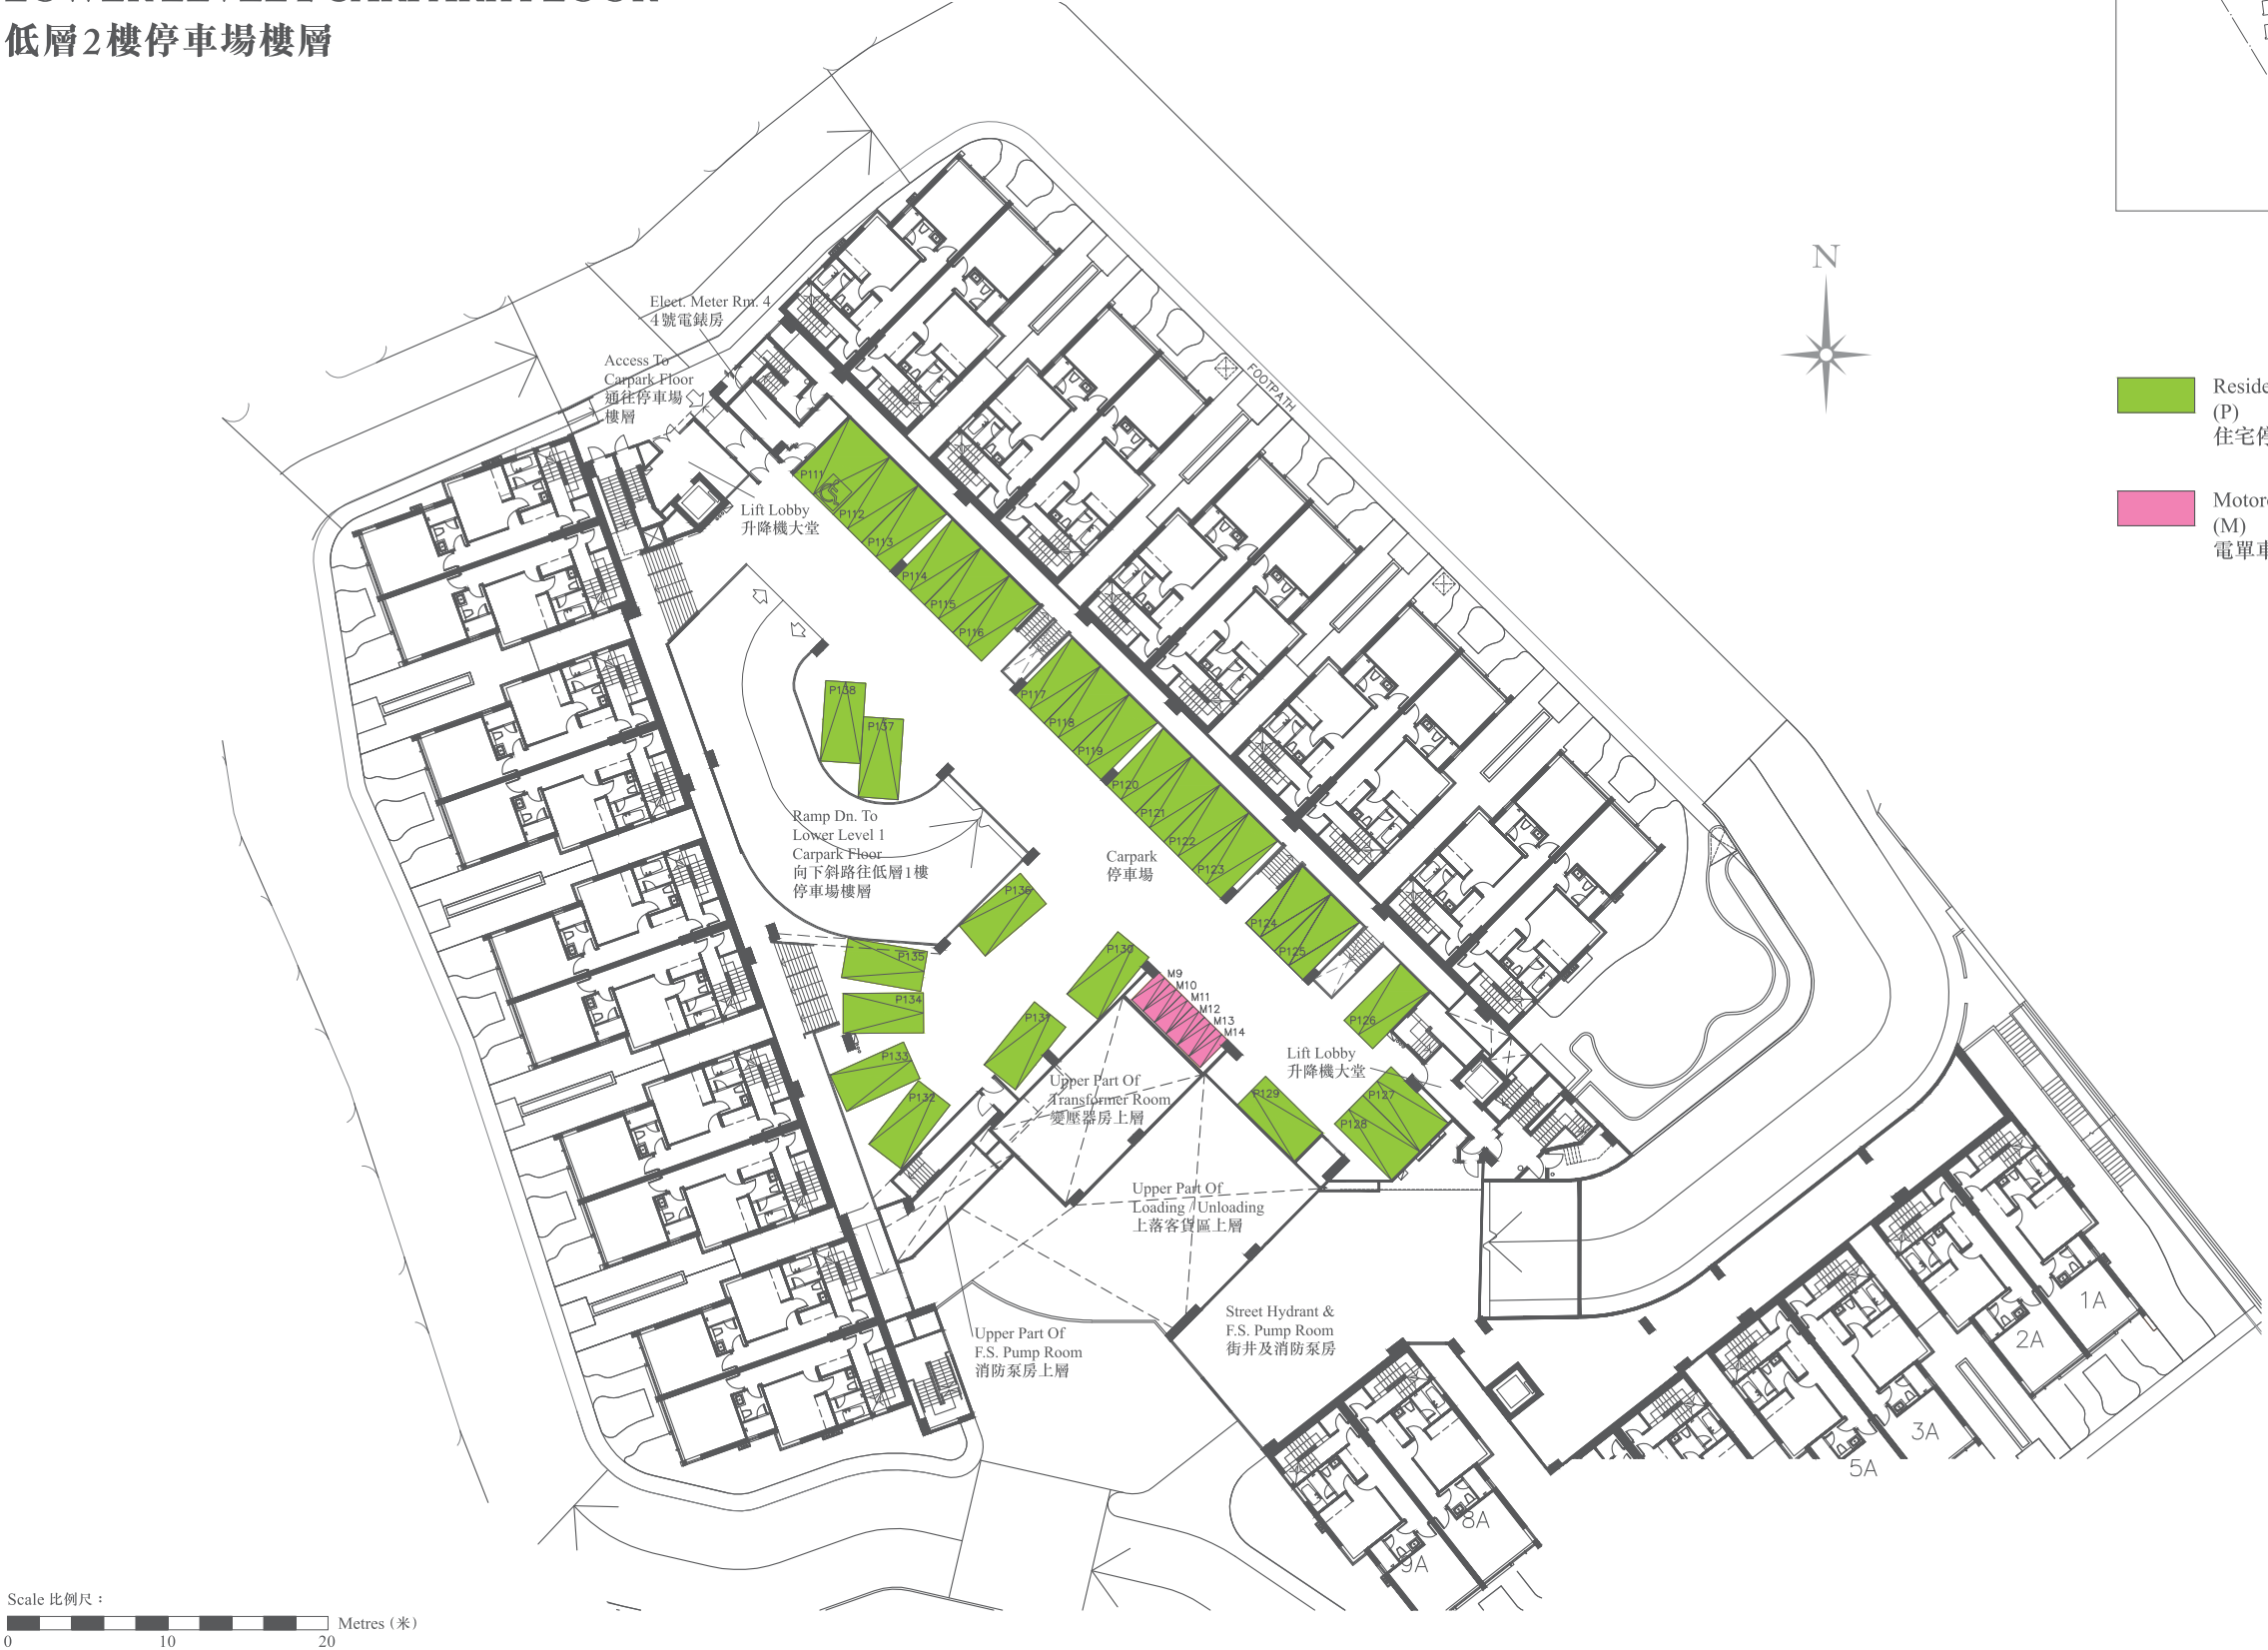 LOWER LEVEL 2 CARPARK FLOOR
低層2樓停車場樓層
N
Elect. Meter Rm. 4
4號電錶房
Access To
Carpark Floor
通往停車場
樓層
FOOTPATH
(P)
(M)
P111
P112
P113
Lift Lobby
升降機大堂
P114
P115
P116
P117
P118
P119
P120
P121
P122
P123
P138
P137
Ramp Dn. To
Lower Level 1
Carpark Floor
向下斜路往低層1樓
停車場樓層
Carpark
停車場
P136
P124
P125
P135
P134
P130
M9
M10
M11
M12
M13
M14
P131
P126
P133
P132
Lift Lobby
升降機大堂
Upper Part Of
Transformer Room
變壓器房上層
P129
P127
P128
Upper Part Of
Loading / Unloading
上落客貨區上層
Street Hydrant &
F.S. Pump Room
街井及消防泵房
Upper Part Of
F.S. Pump Room
消防泵房上層
1A
2A
3A
5A
8A
9A
Scale 比例尺：
Metres (米)
0 10 20